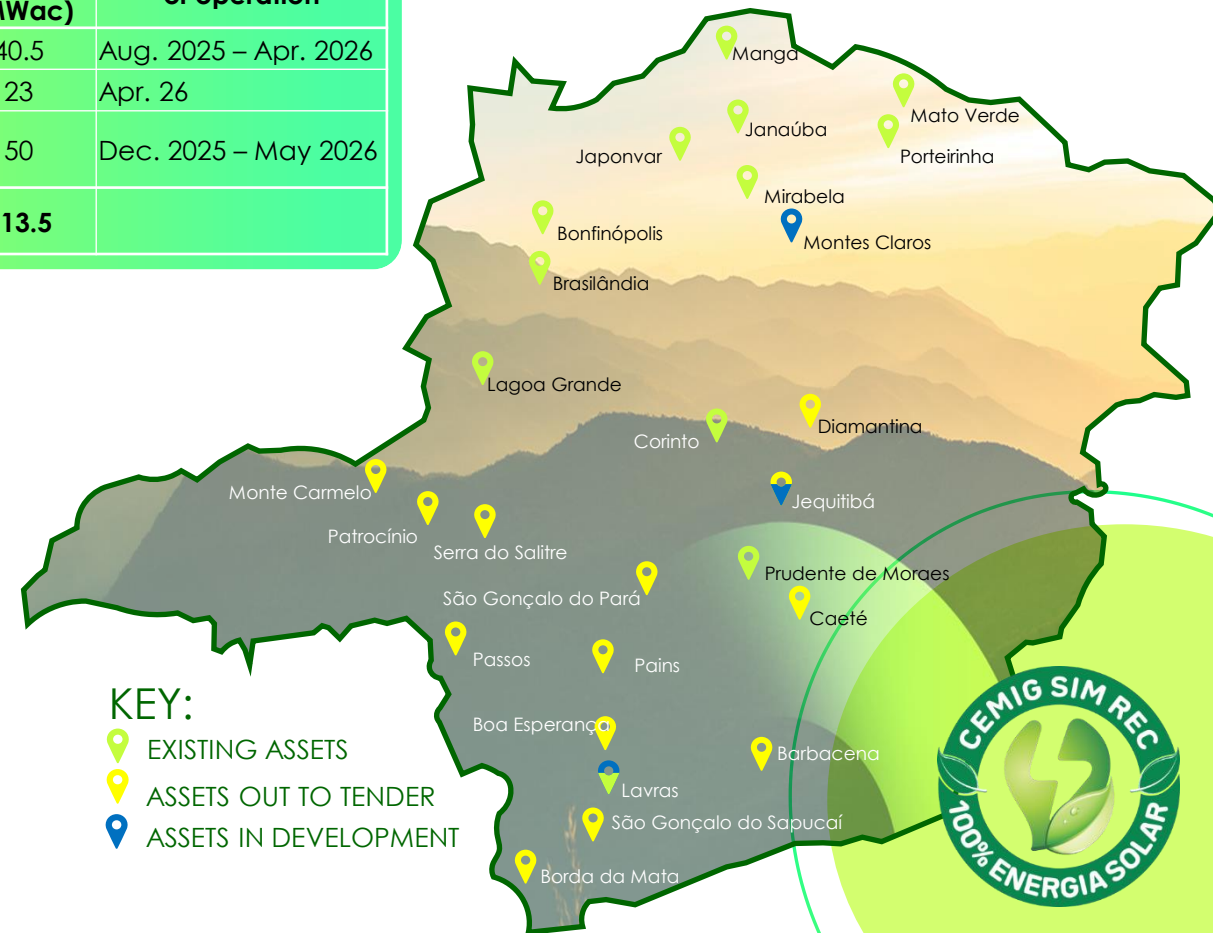 of operation
Wac)
40.5
Aug. 2025 – Apr. 2026
23
Apr. 26
50
Dec. 2025 – May 2026
13.5
Manga
Mato Verde
Janaúba
Japonvar
Porteirinha
Mirabela
Bonfinópolis
Montes Claros
Brasilândia
Lagoa Grande
Diamantina
Corinto
Monte Carmelo
Jequitibá
Patrocínio
Serra do Salitre
Prudente de Moraes
São Gonçalo do Pará
Caeté
Passos
Pains
KEY:
Boa Esperança
EXISTING ASSETS
Barbacena
ASSETS OUT TO TENDER
Lavras
São Gonçalo do Sapucaí
ASSETS IN DEVELOPMENT
Borda da Mata
CEMIG SIM REC
100% ENERGIA SOLAR